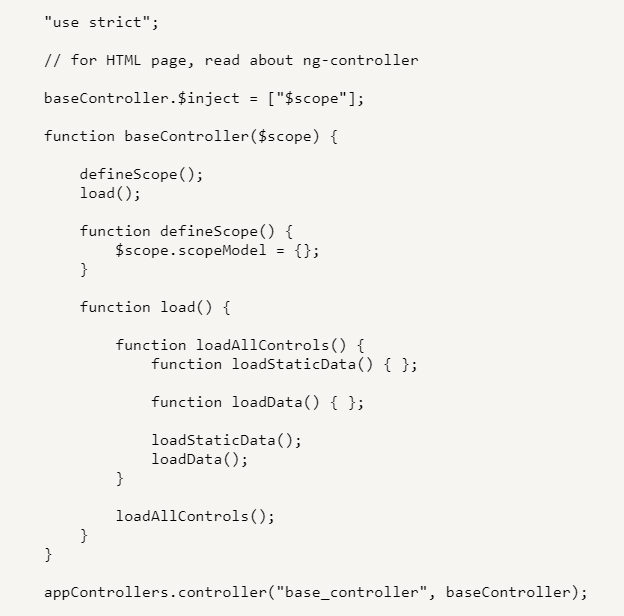 "use strict";
// for HTML page, read about ng-controller
baseController.$inject = ["$scope"];
function baseController($scope) {
defineScope();
load();
function defineScope() {
$scope.scopeModel = {};
}
function load() {
function loadAllControls() {
function loadStaticData() { };
function loadData() { };
loadStaticData();
loadData();
}
loadAllControls();
}
}
appControllers.controller("base_controller", baseController);